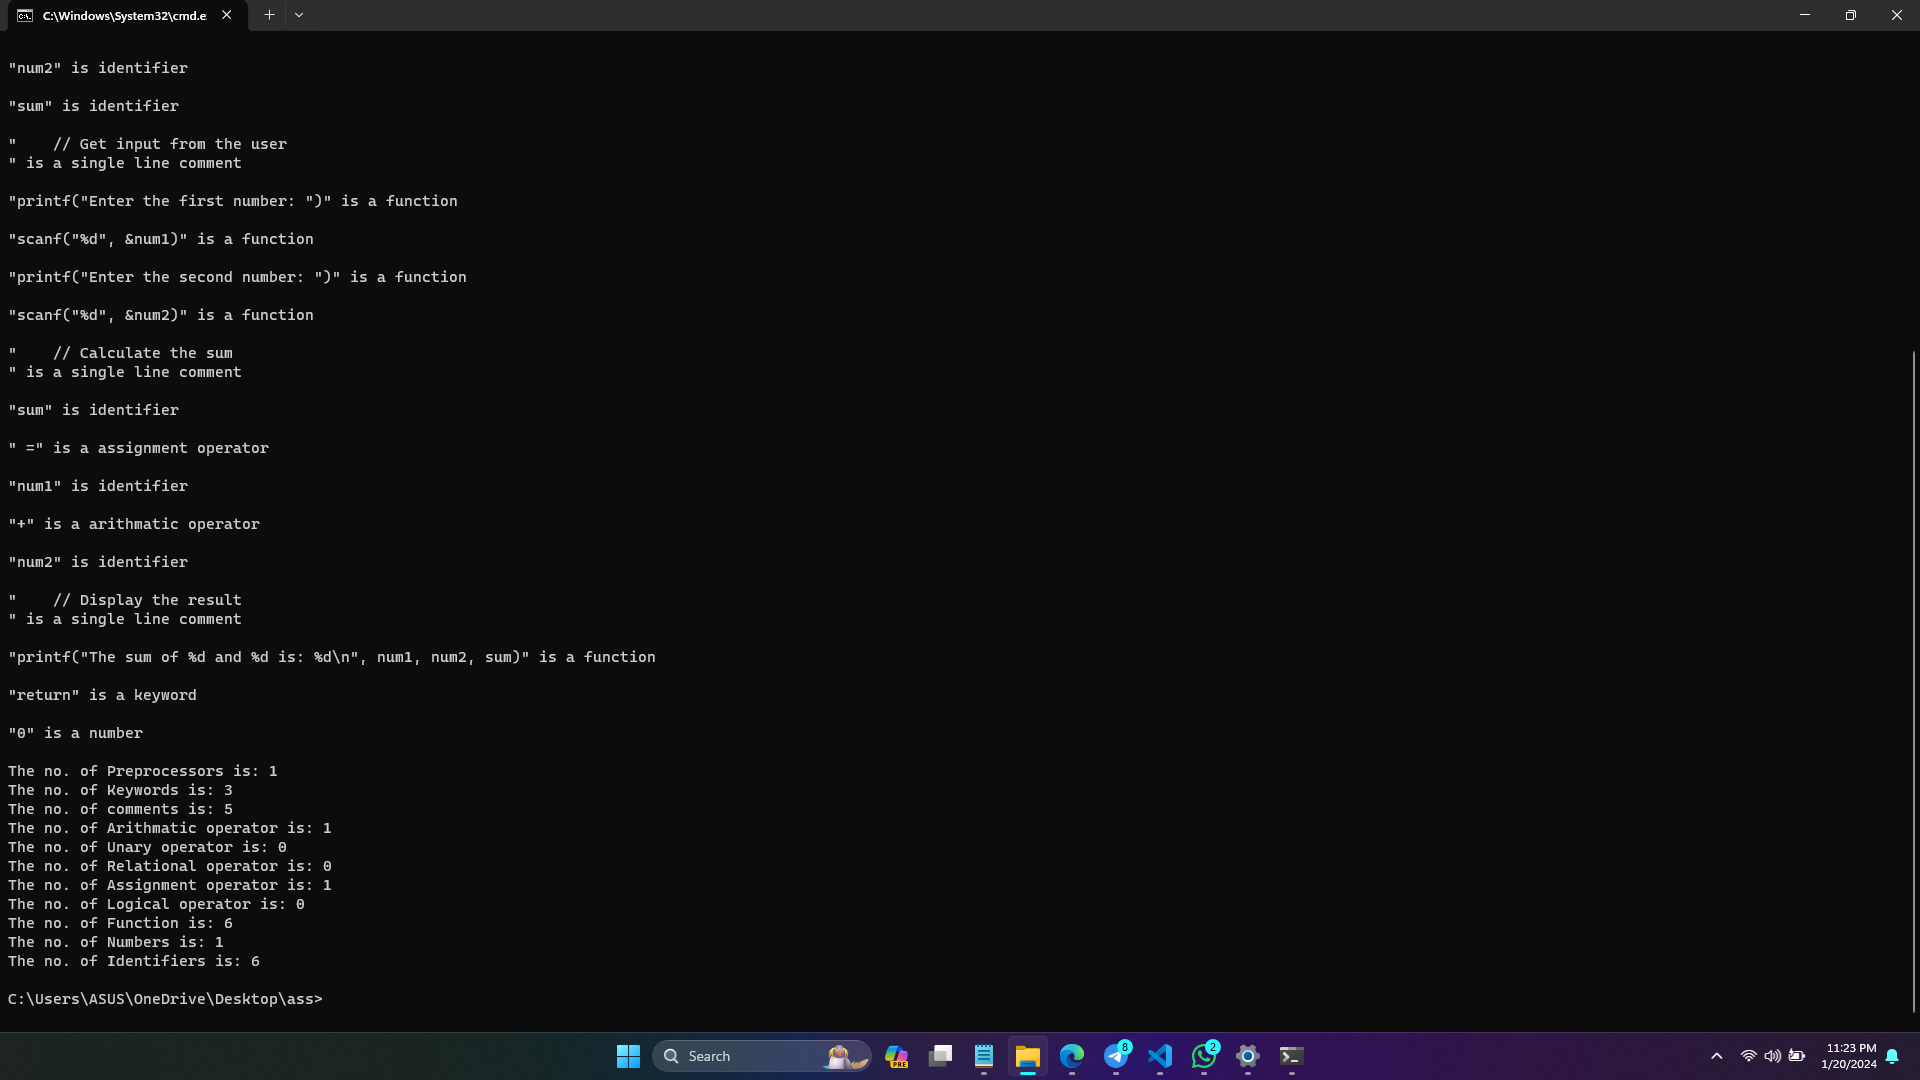 C:\Windows\System32\cmd.e
"num2" is identifier
"sum" is identifier
"    // Get input from the user
" is a single line comment
"printf("Enter the first number: ")" is a function
"scanf("%d", &num1)" is a function
"printf("Enter the second number: ")" is a function
"scanf("%d", &num2)" is a function
"    // Calculate the sum
" is a single line comment
"sum" is identifier
" =" is a assignment operator
"num1" is identifier
"+" is a arithmatic operator
"num2" is identifier
"    // Display the result
" is a single line comment
"printf("The sum of %d and %d is: %d\n", num1, num2, sum)" is a function
"return" is a keyword
"0" is a number
The no. of Preprocessors is: 1
The no. of Keywords is: 3
The no. of comments is: 5
The no. of Arithmatic operator is: 1
The no. of Unary operator is: 0
The no. of Relational operator is: 0
The no. of Assignment operator is: 1
The no. of Logical operator is: 0
The no. of Function is: 6
The no. of Numbers is: 1
The no. of Identifiers is: 6
C:\Users\ASUS\OneDrive\Desktop\ass>
Search
PRE
8
2
11:23 PM
1/20/2024